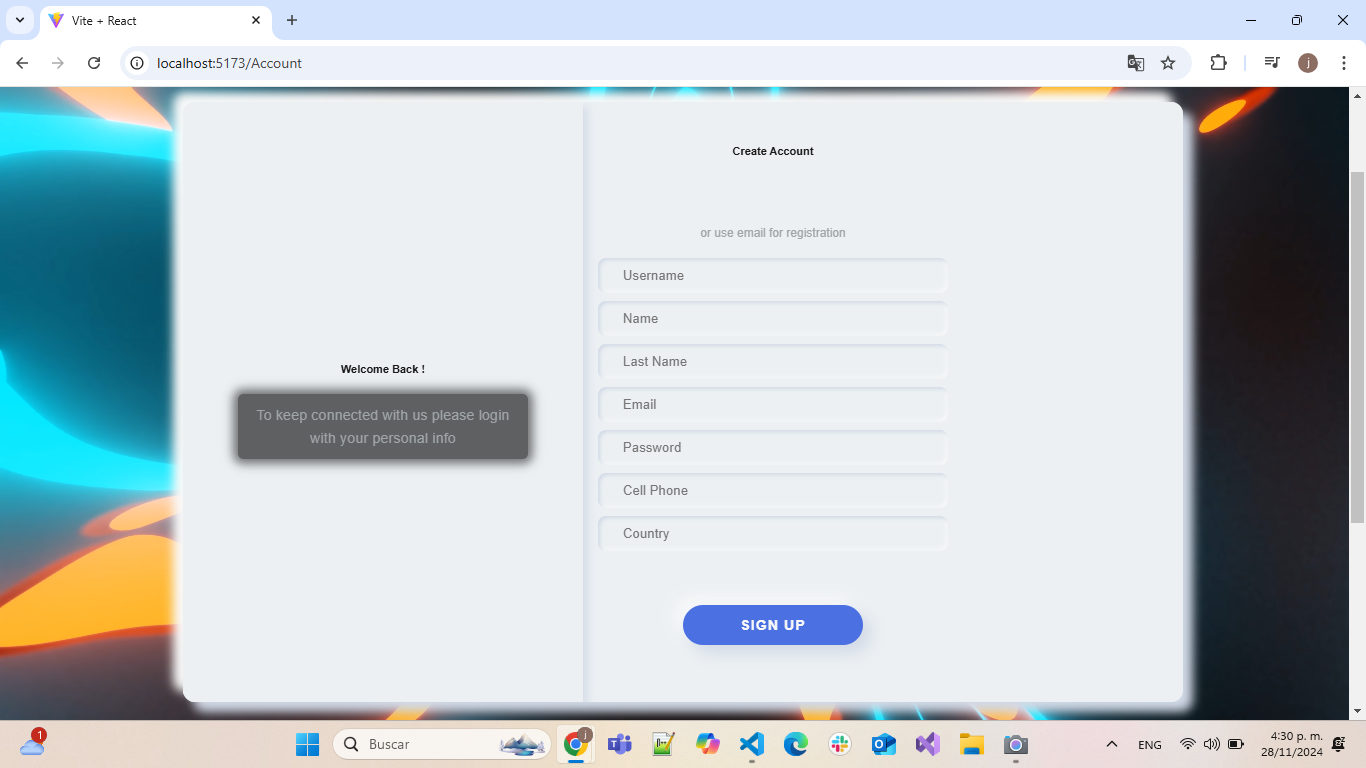 Vite + React
localhost:5173/Account
j
Create Account
or use email for registration
Username
Name
Last Name
Email
Password
Cell Phone
Country
SIGN UP
Welcome Back !
To keep connected with us please login
with your personal info
1
Buscar
j
ENG
4:30 p. m.
28/11/2024